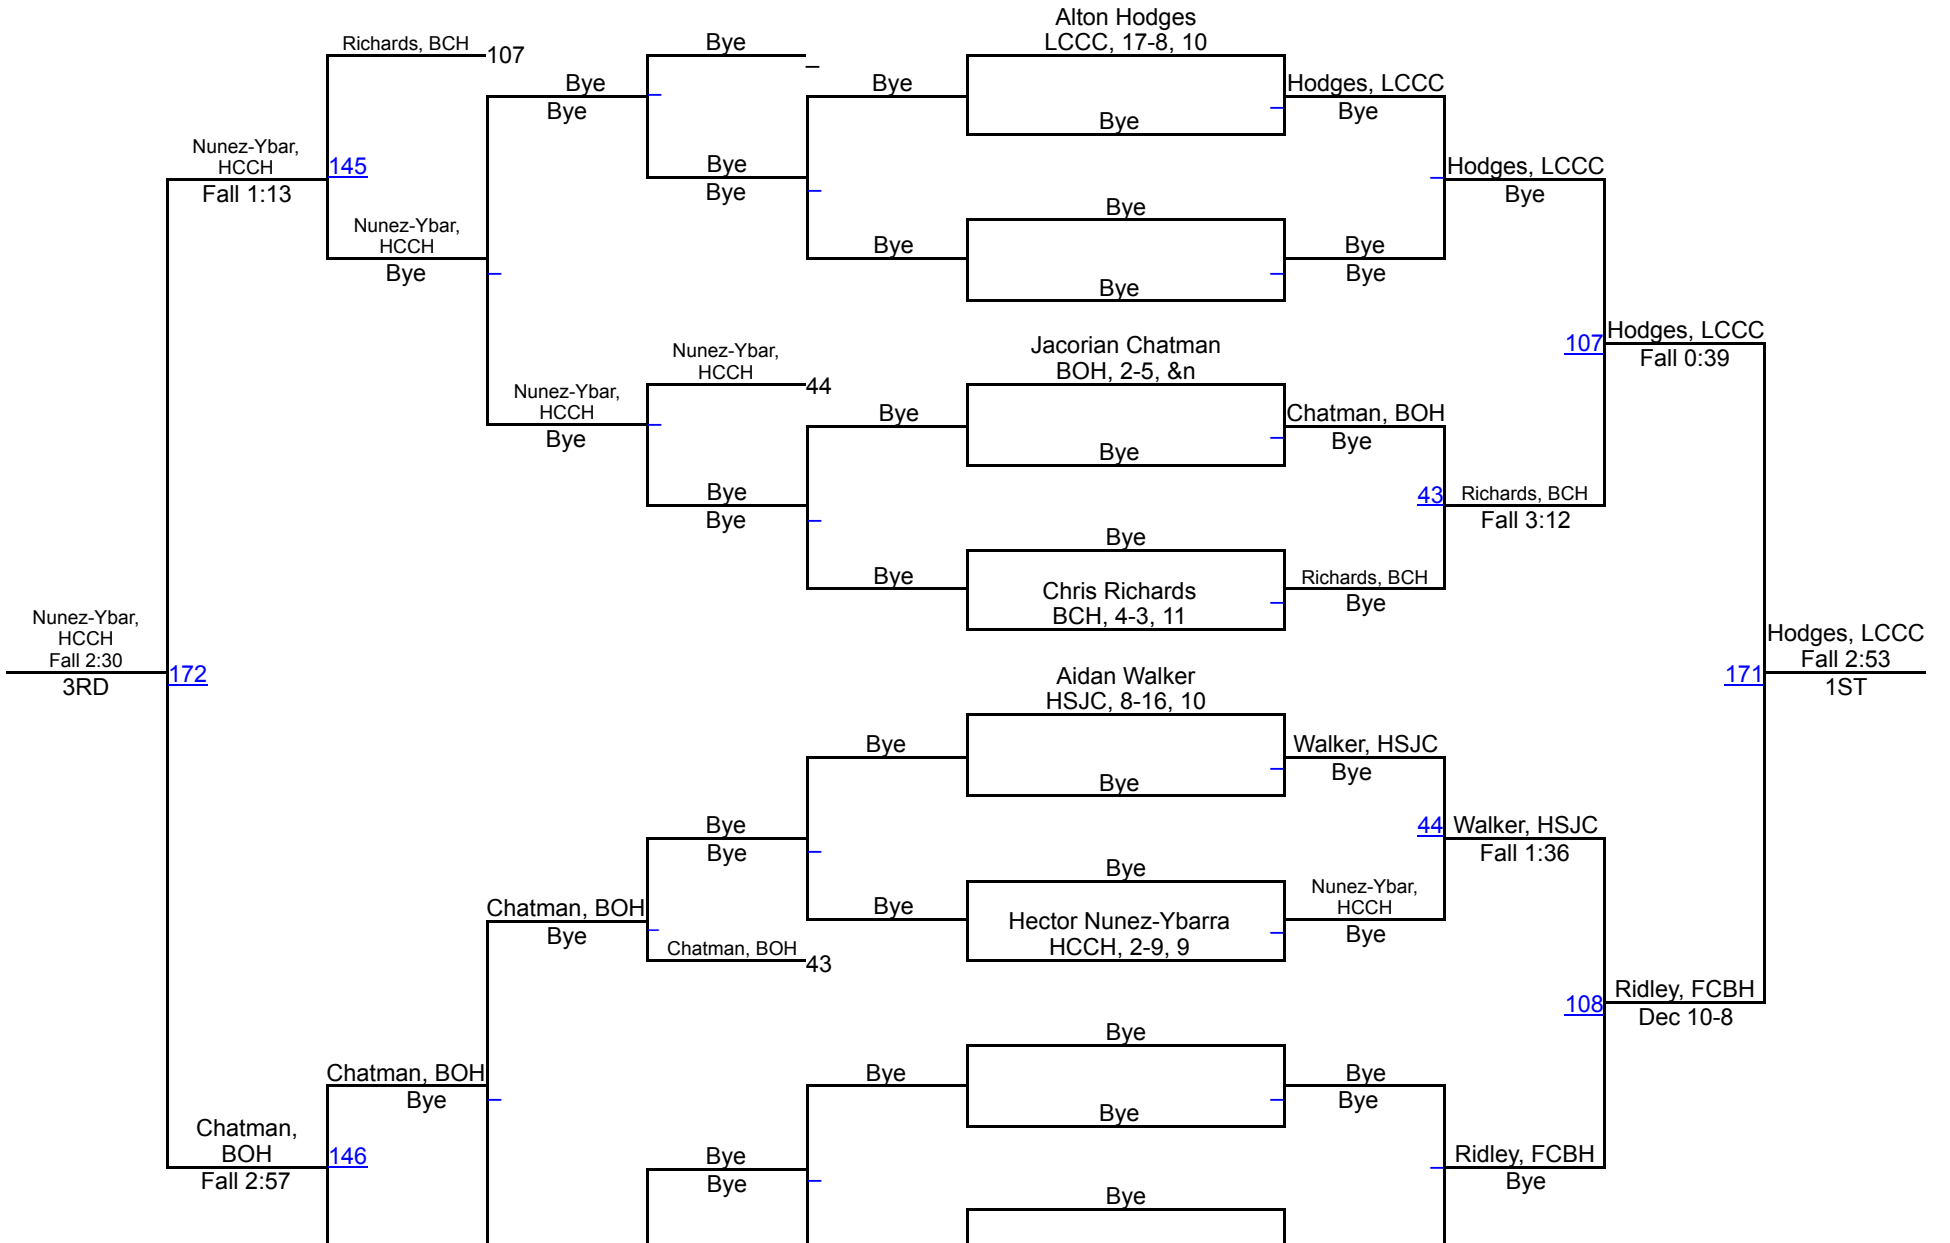 Alton Hodges
LCCC, 17-8, 10
Richards, BCH
107
Bye
Bye
Bye
Bye
Hodges, LCCC
Bye
Bye
Nunez-Ybar,
HCCH
Fall 1:13
145
Bye
Bye
Hodges, LCCC
Bye
Nunez-Ybar,
HCCH
Bye
Bye
Bye
Bye
Bye
Bye
Jacorian Chatman
BOH, 2-5, &n
107
Hodges, LCCC
Fall 0:39
Nunez-Ybar,
HCCH
44
Nunez-Ybar,
HCCH
Bye
Bye
Chatman, BOH
Bye
Bye
Bye
Bye
43
Richards, BCH
Fall 3:12
Bye
Bye
Chris Richards
BCH, 4-3, 11
Richards, BCH
Bye
Nunez-Ybar,
HCCH
Fall 2:30
3RD
172
Hodges, LCCC
Fall 2:53
1ST
171
Aidan Walker
HSJC, 8-16, 10
Bye
Walker, HSJC
Bye
Bye
Bye
Bye
44
Walker, HSJC
Fall 1:36
Bye
Chatman, BOH
Bye
Bye
Hector Nunez-Ybarra
HCCH, 2-9, 9
Nunez-Ybar,
HCCH
Bye
Chatman, BOH
43
108
Ridley, FCBH
Dec 10-8
Bye
Chatman, BOH
Bye
Bye
Bye
Bye
Bye
Chatman,
BOH
Fall 2:57
146
Bye
Bye
Ridley, FCBH
Bye
Bye